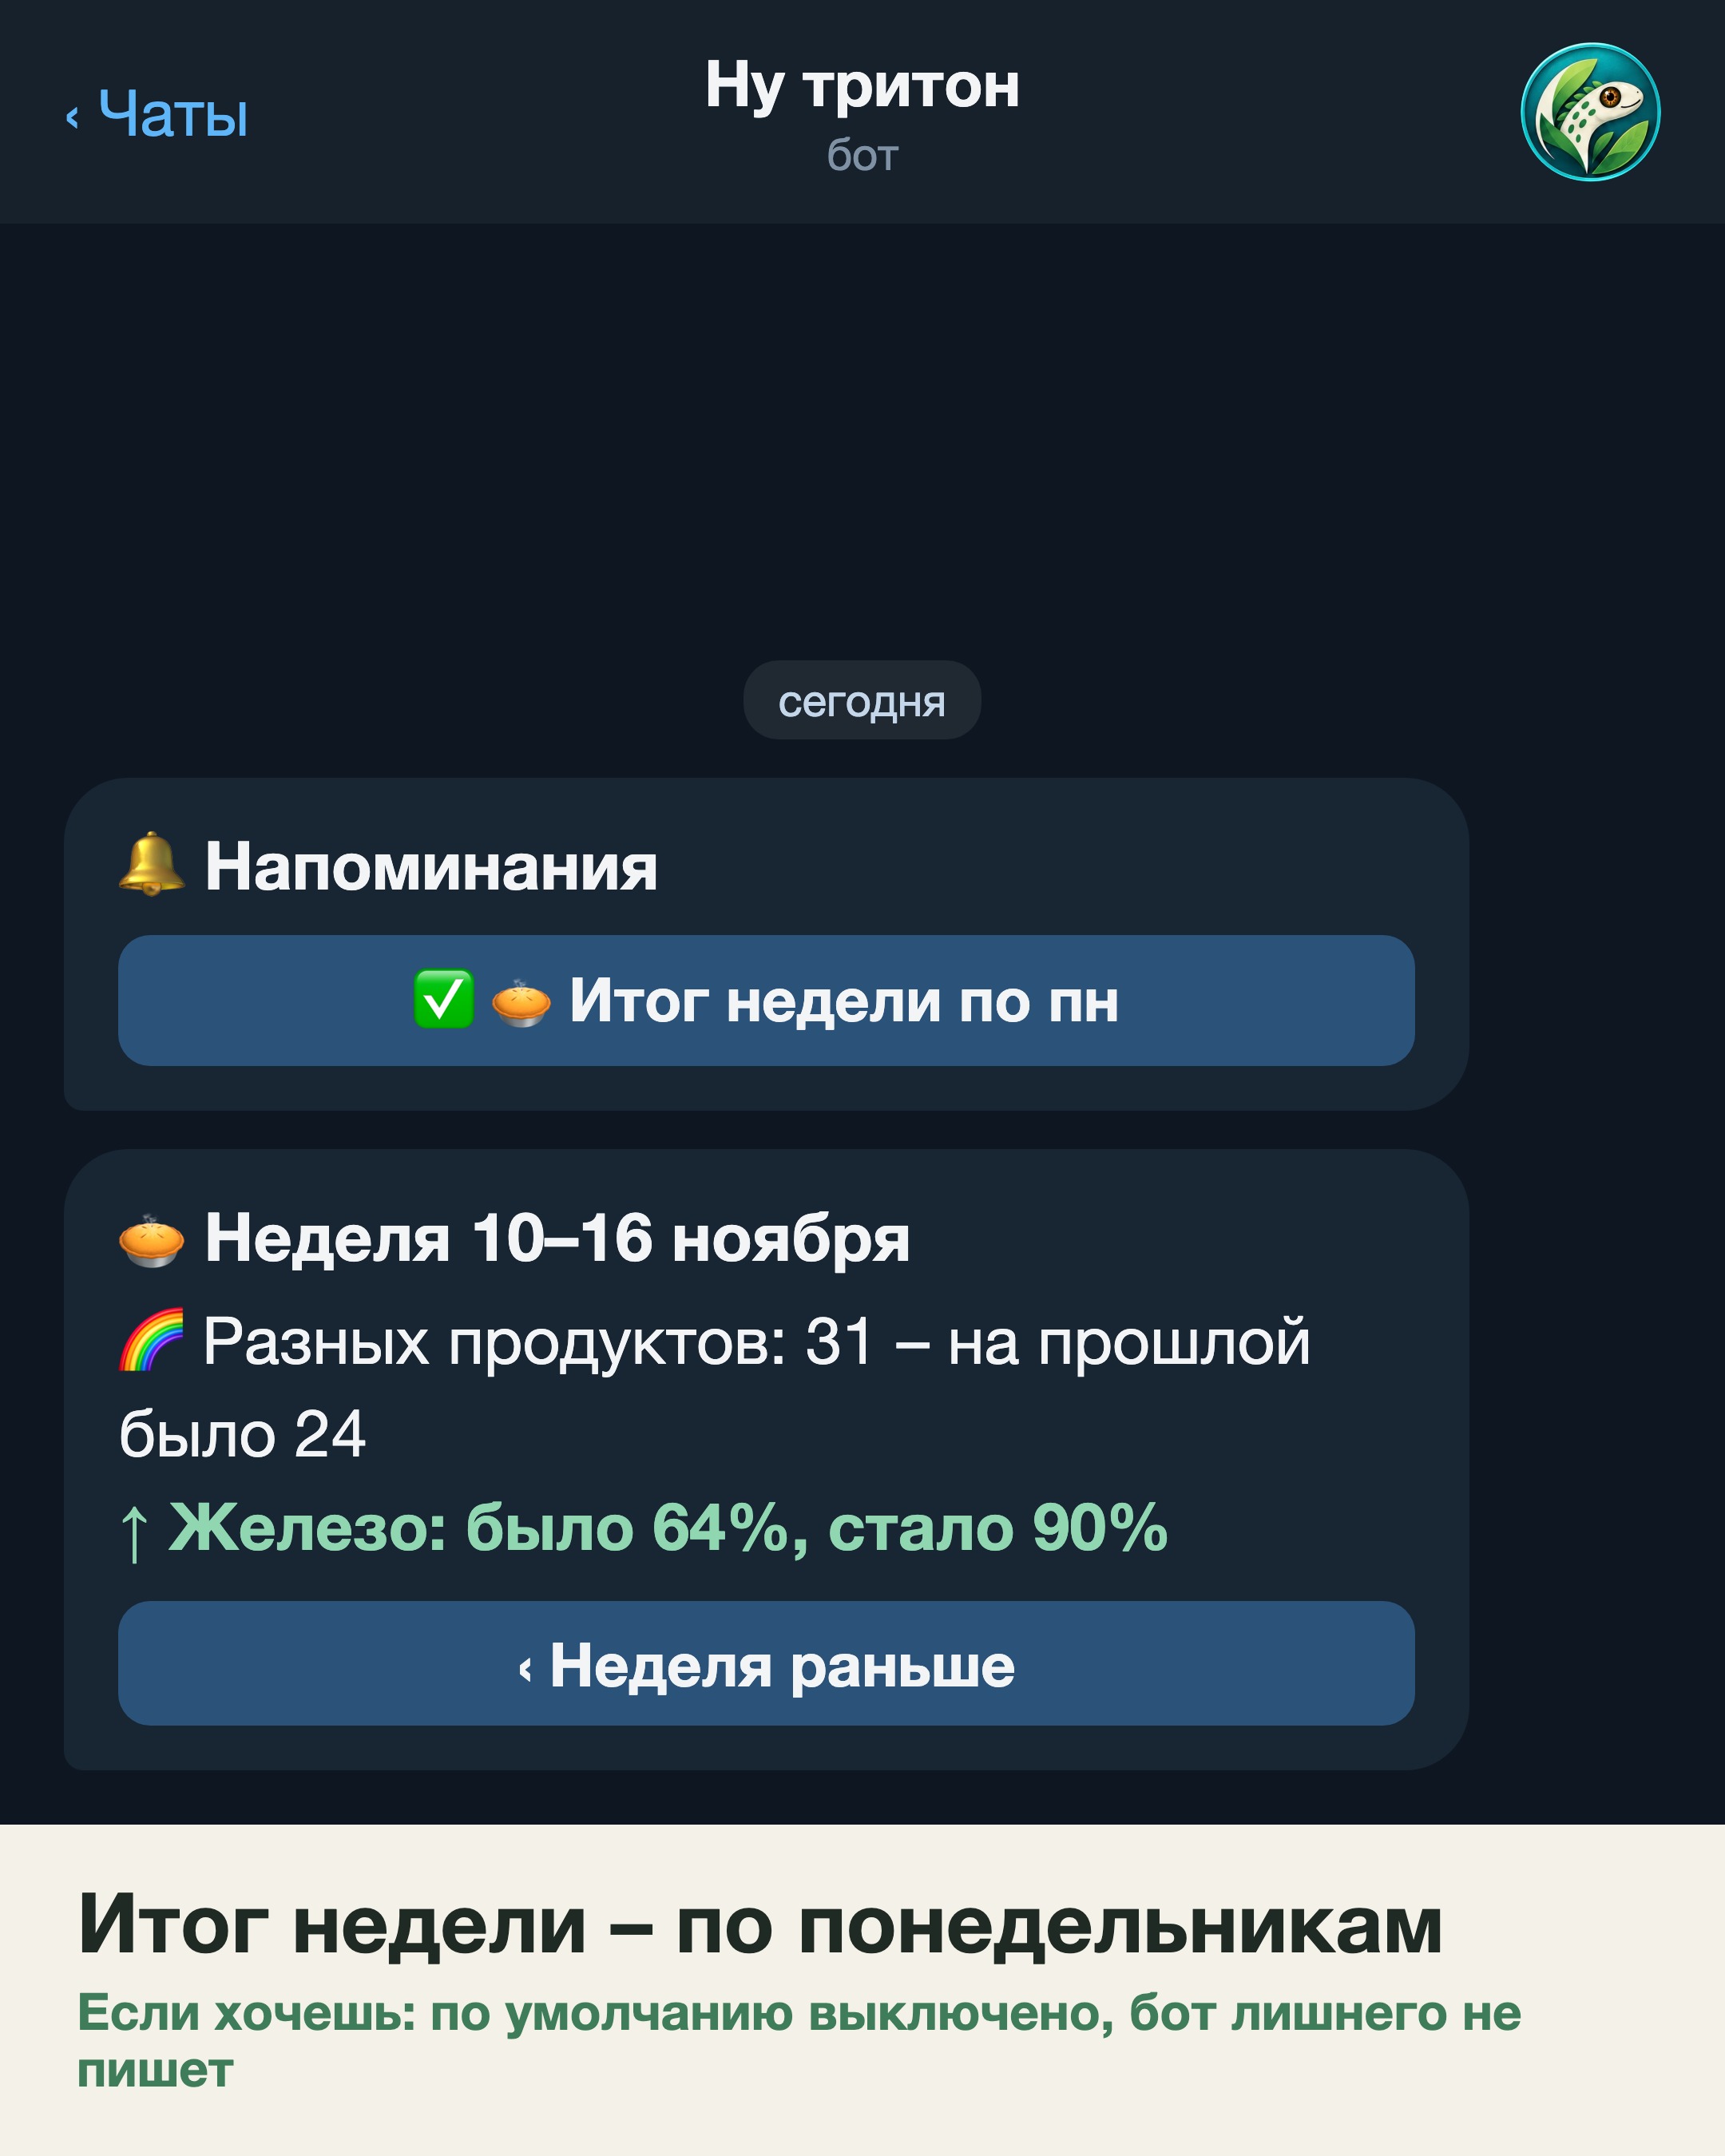 ‹ Чаты
Ну тритон
бот
сегодня
🔔 Напоминания
✅ 🥧 Итог недели по пн
🥧 Неделя 10–16 ноября
🌈 Разных продуктов: 31 – на прошлой
было 24
↑ Железо: было 64%, стало 90%
‹ Неделя раньше
Итог недели – по понедельникам
Если хочешь: по умолчанию выключено, бот лишнего не
пишет